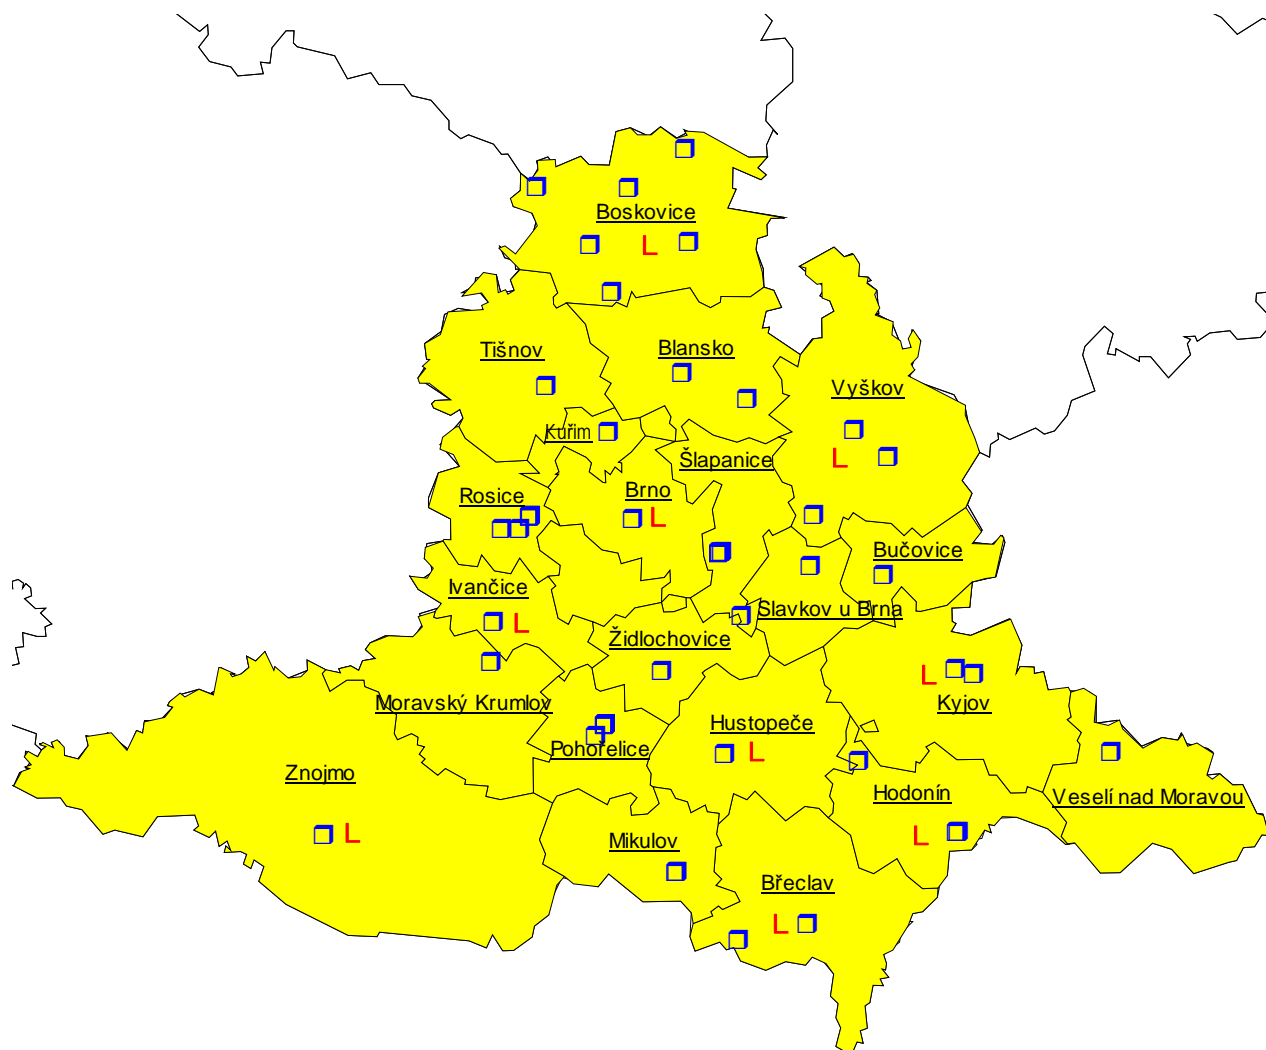 Boskovice
L
Tišnov
Blansko
Vyškov
Kuřim
L
Šlapanice
Rosice
Brno
L
Bučovice
Ivančice
L
Slavkov u Brna
Židlochovice
L
Moravský Krumlov
Kyjov
Hustopeče
L
Pohořelice
Znojmo
Hodonín
Veselí nad Moravou
L
Mikulov
L
Břeclav
L